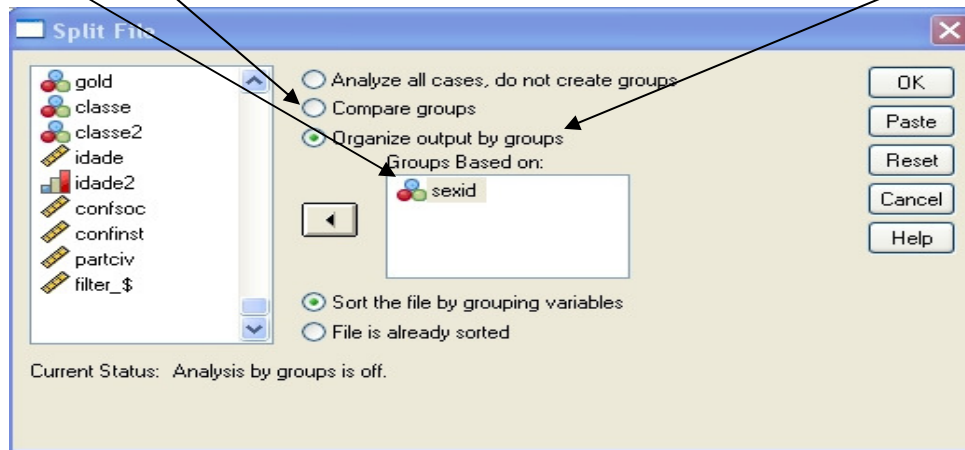 Split File
gold
classe
classe2
idade
idade2
confsoc
confinst
partciv
filter_$
Analyze all cases, do not create groups
Compare groups
Organize output by groups
Groups Based on:
sexid
Sort the file by grouping variables
File is already sorted
OK
Paste
Reset
Cancel
Help
Current Status: Analysis by groups is off.